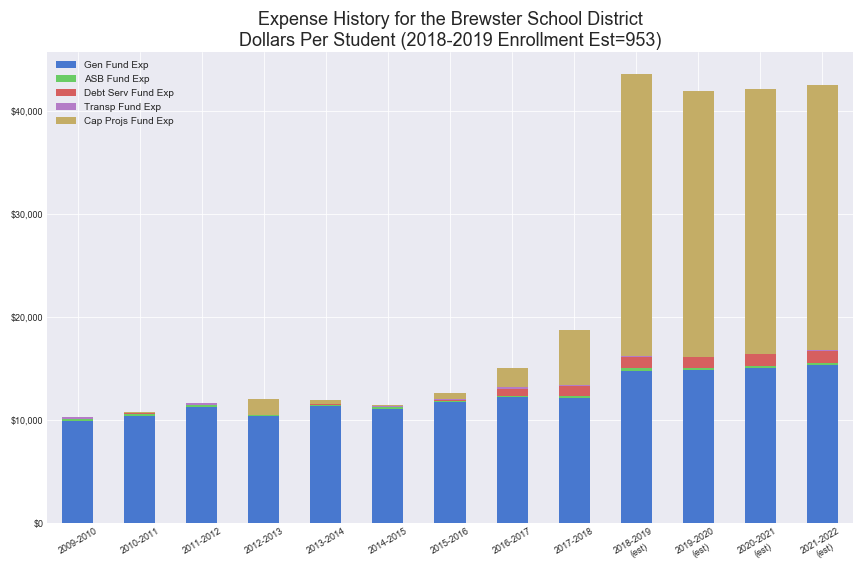 Expense History for the Brewster School District
Dollars Per Student (2018-2019 Enrollment Est=953)
Gen Fund Exp
ASB Fund Exp
Debt Serv Fund Exp
Transp Fund Exp
Cap Projs Fund Exp
$40,000
$30,000
$20,000
$10,000
$0
2009-2010
2010-2011
2011-2012
2012-2013
2013-2014
2014-2015
2015-2016
2016-2017
2017-2018
2018-2019
(est)
2019-2020
(est)
2020-2021
(est)
2021-2022
(est)